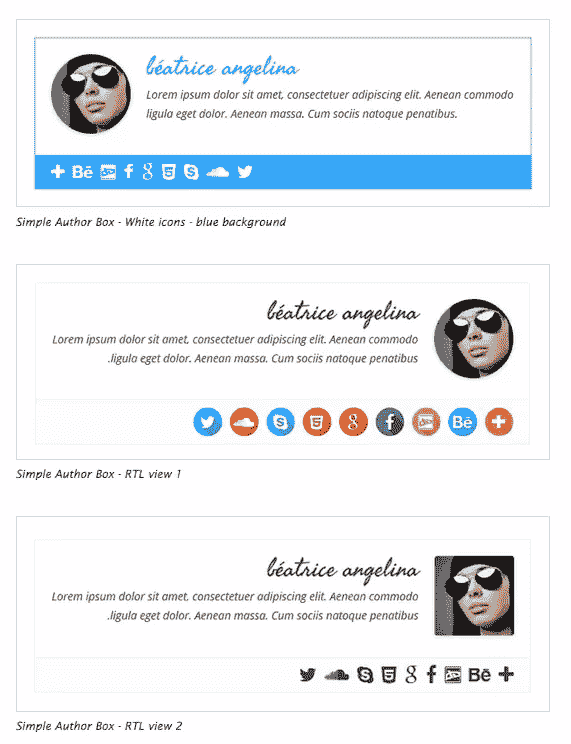 béatrice angelina
Lorem ipsum dolor sit amet, consectetuer adipiscing elit. Aenean commodo
ligula eget dolor. Aenean massa. Cum sociis natoque penatibus.
Bē
Simple Author Box - White icons - blue background
béatrice angelina
Lorem ipsum dolor sit amet, consectetuer adipiscing elit. Aenean commodo
.ligula eget dolor. Aenean massa. Cum sociis natoque penatibus
Bē
Simple Author Box - RTL view 1
béatrice angelina
Lorem ipsum dolor sit amet, consectetuer adipiscing elit. Aenean commodo
.ligula eget dolor. Aenean massa. Cum sociis natoque penatibus
Bē
Simple Author Box - RTL view 2